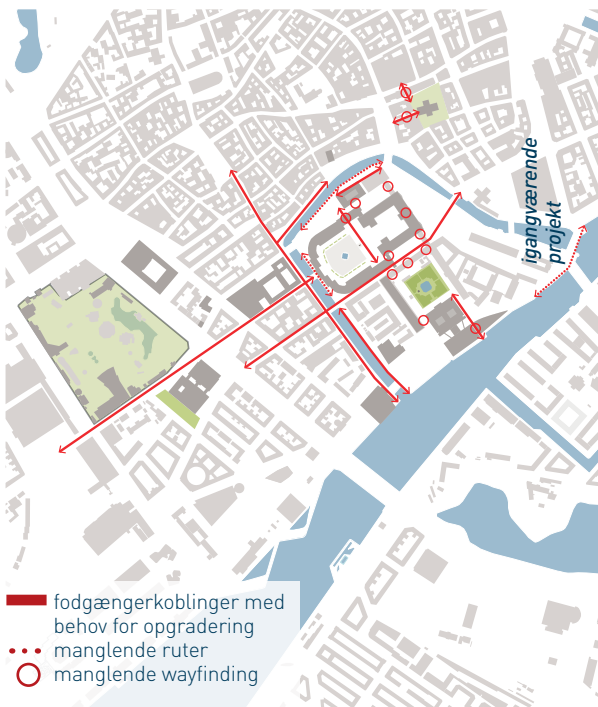 igangværende
projekt
fodgængerkoblinger med
behov for opgradering
manglende ruter
manglende wayfinding